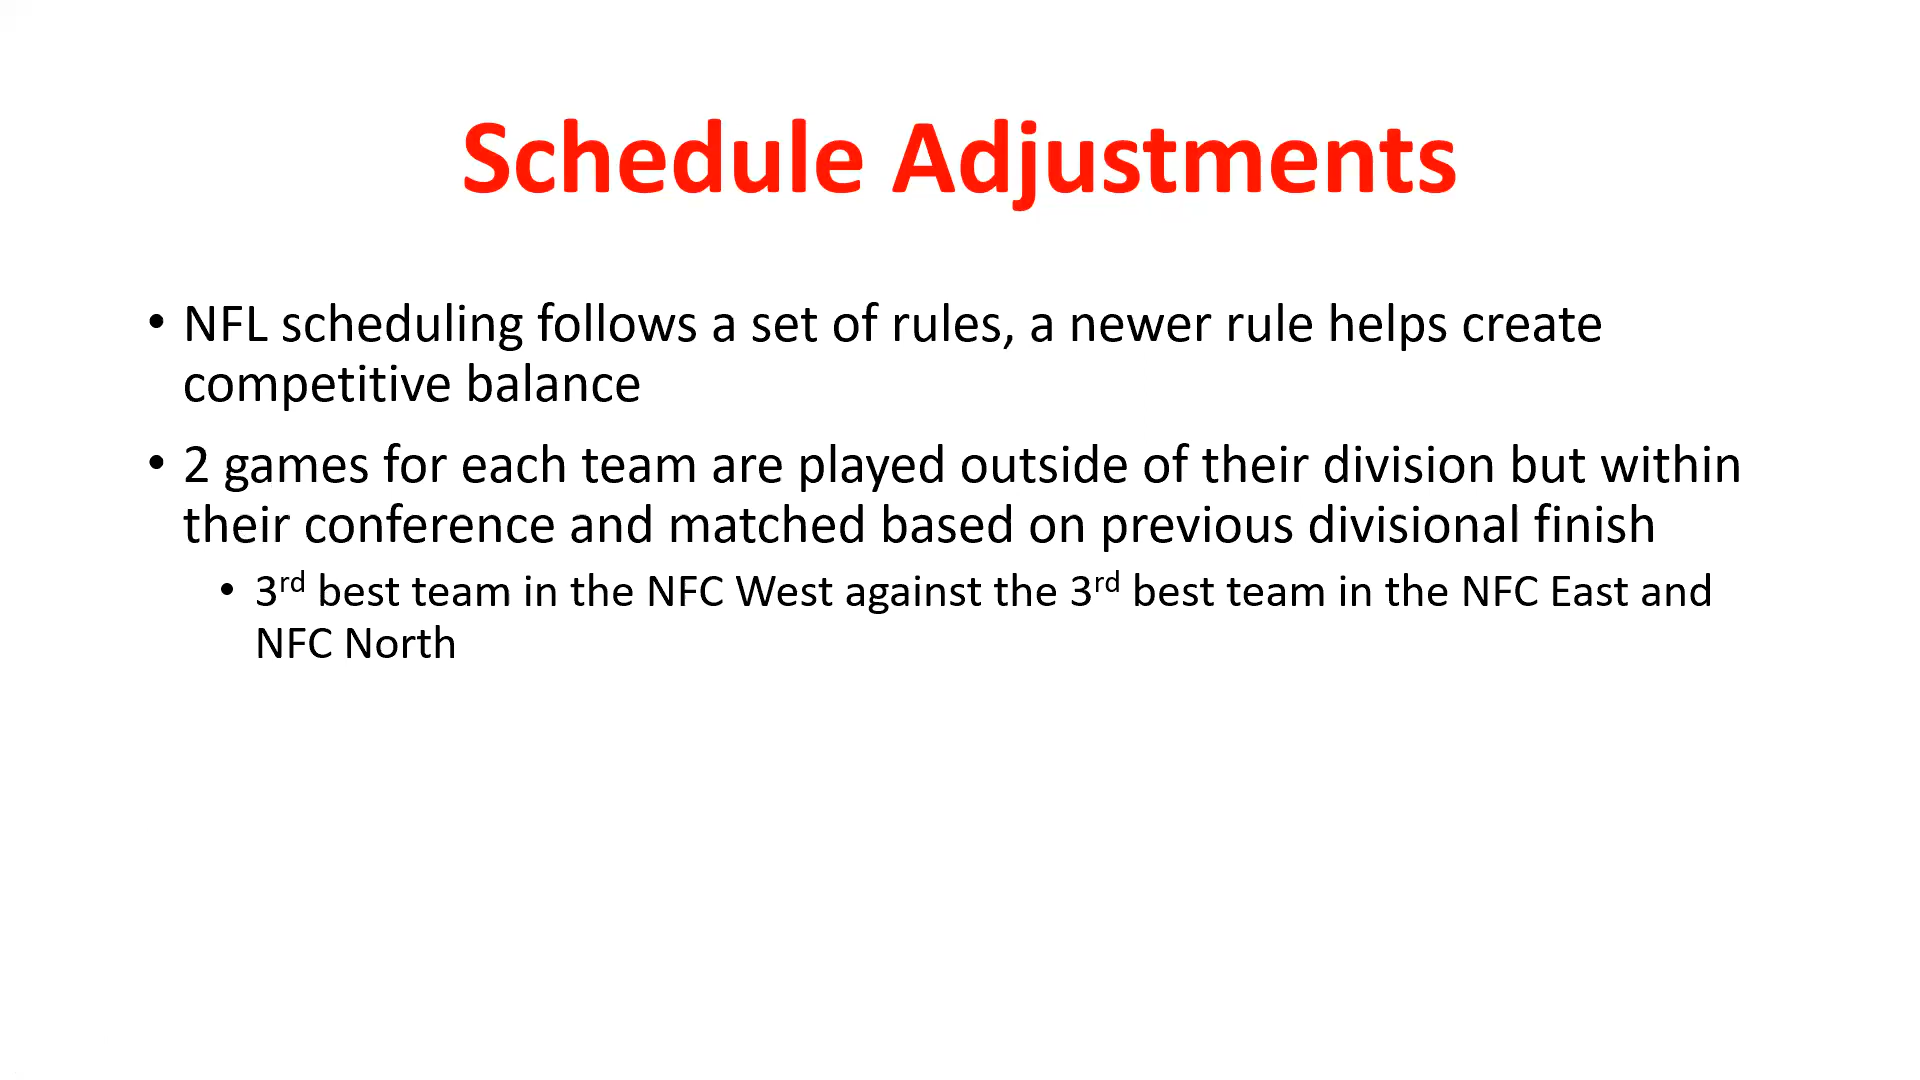 Schedule Adjustments
• NFL scheduling follows a set of rules, a newer rule helps create
competitive balance
• 2 games for each team are played outside of their division but within
their conference and matched based on previous divisional finish
• 3rd best team in the NFC West against the 3rd best team in the NFC East and
NFC North